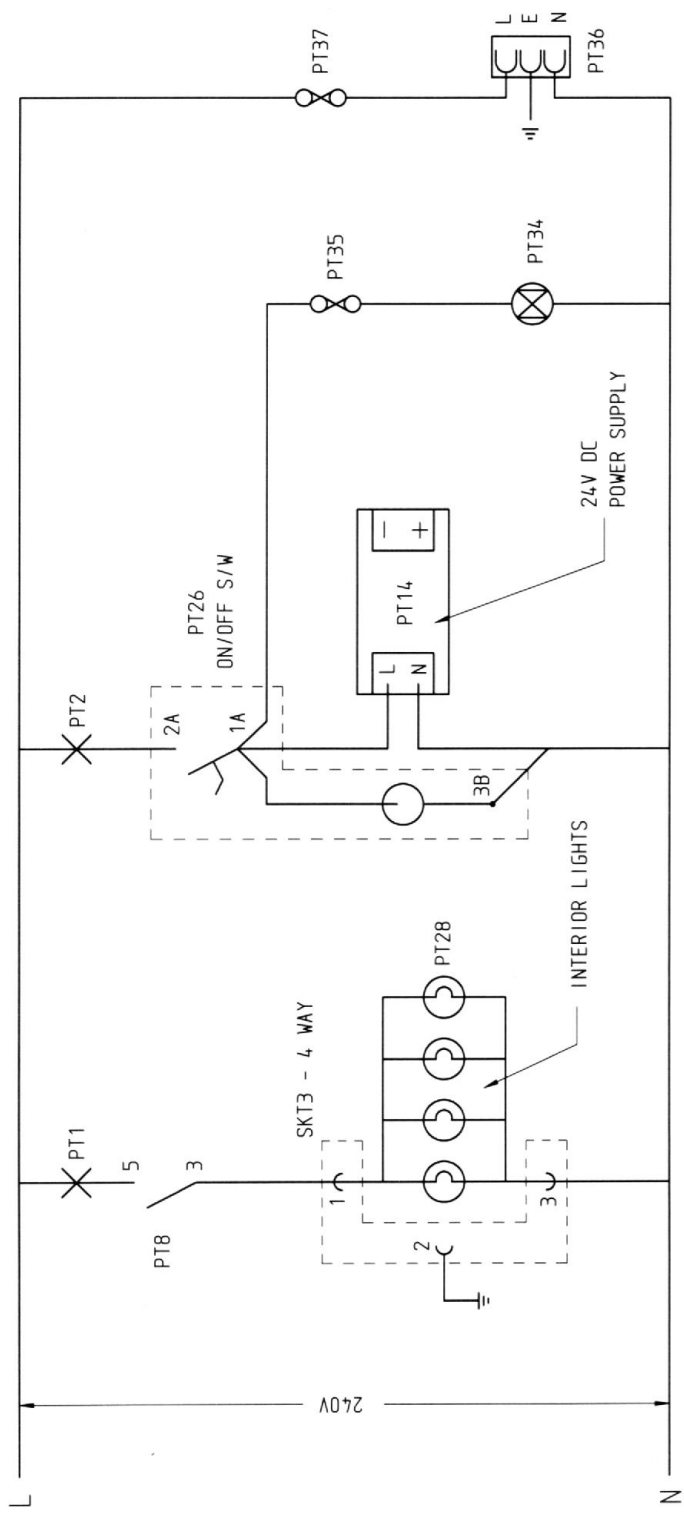 L
N
240V
PT1
5
3
PT8
SKT3 - 4 WAY
1
2
3
PT28
INTERIOR LIGHTS
PT2
2A
1A
PT26
ON/OFF S/W
3B
L
N
PT14
-
+
24V DC
POWER SUPPLY
PT35
PT34
PT37
L
E
N
PT36